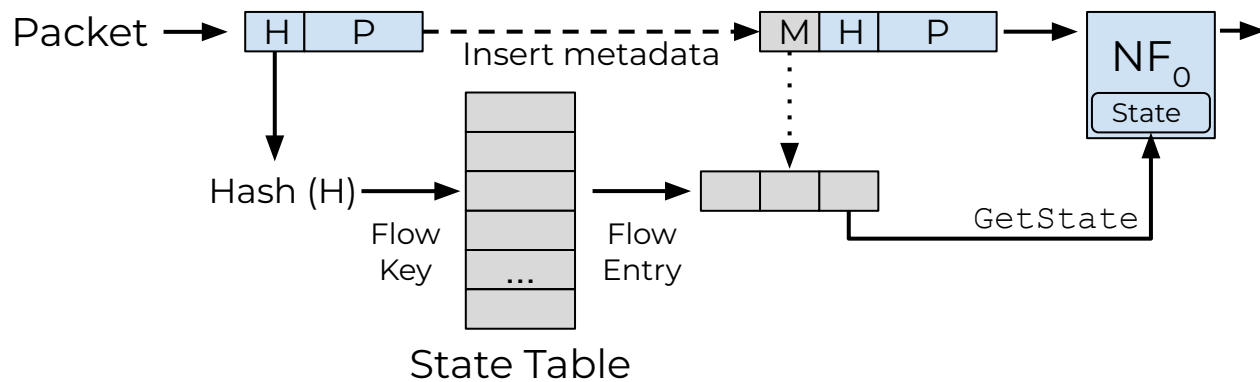 Packet
H P
Insert metadata
M H P
NF₀
State
Hash (H)
Flow
Key
...
Flow
Entry
GetState
State Table